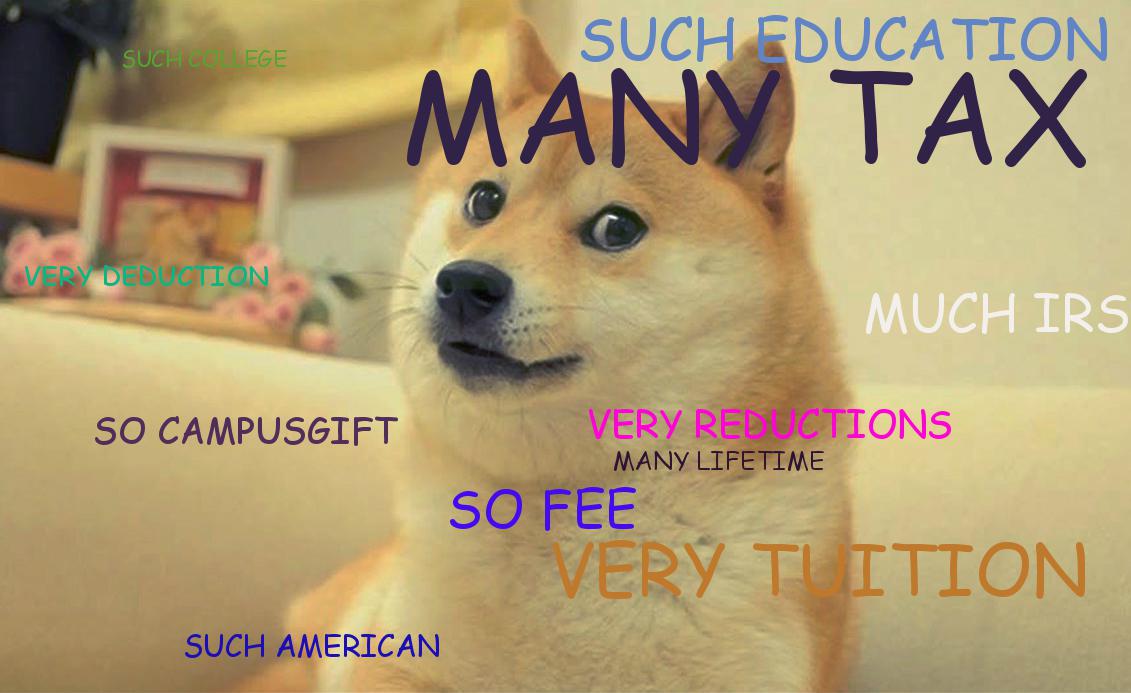 SUCH EDUCATION
SUCH COLLEGE
MANY TAX
VERY DEDUCTION
MUCH IRS
SO CAMPUSGIFT
VERY REDUCTIONS
MANY LIFETIME
SO FEE
VERY TUITION
SUCH AMERICAN